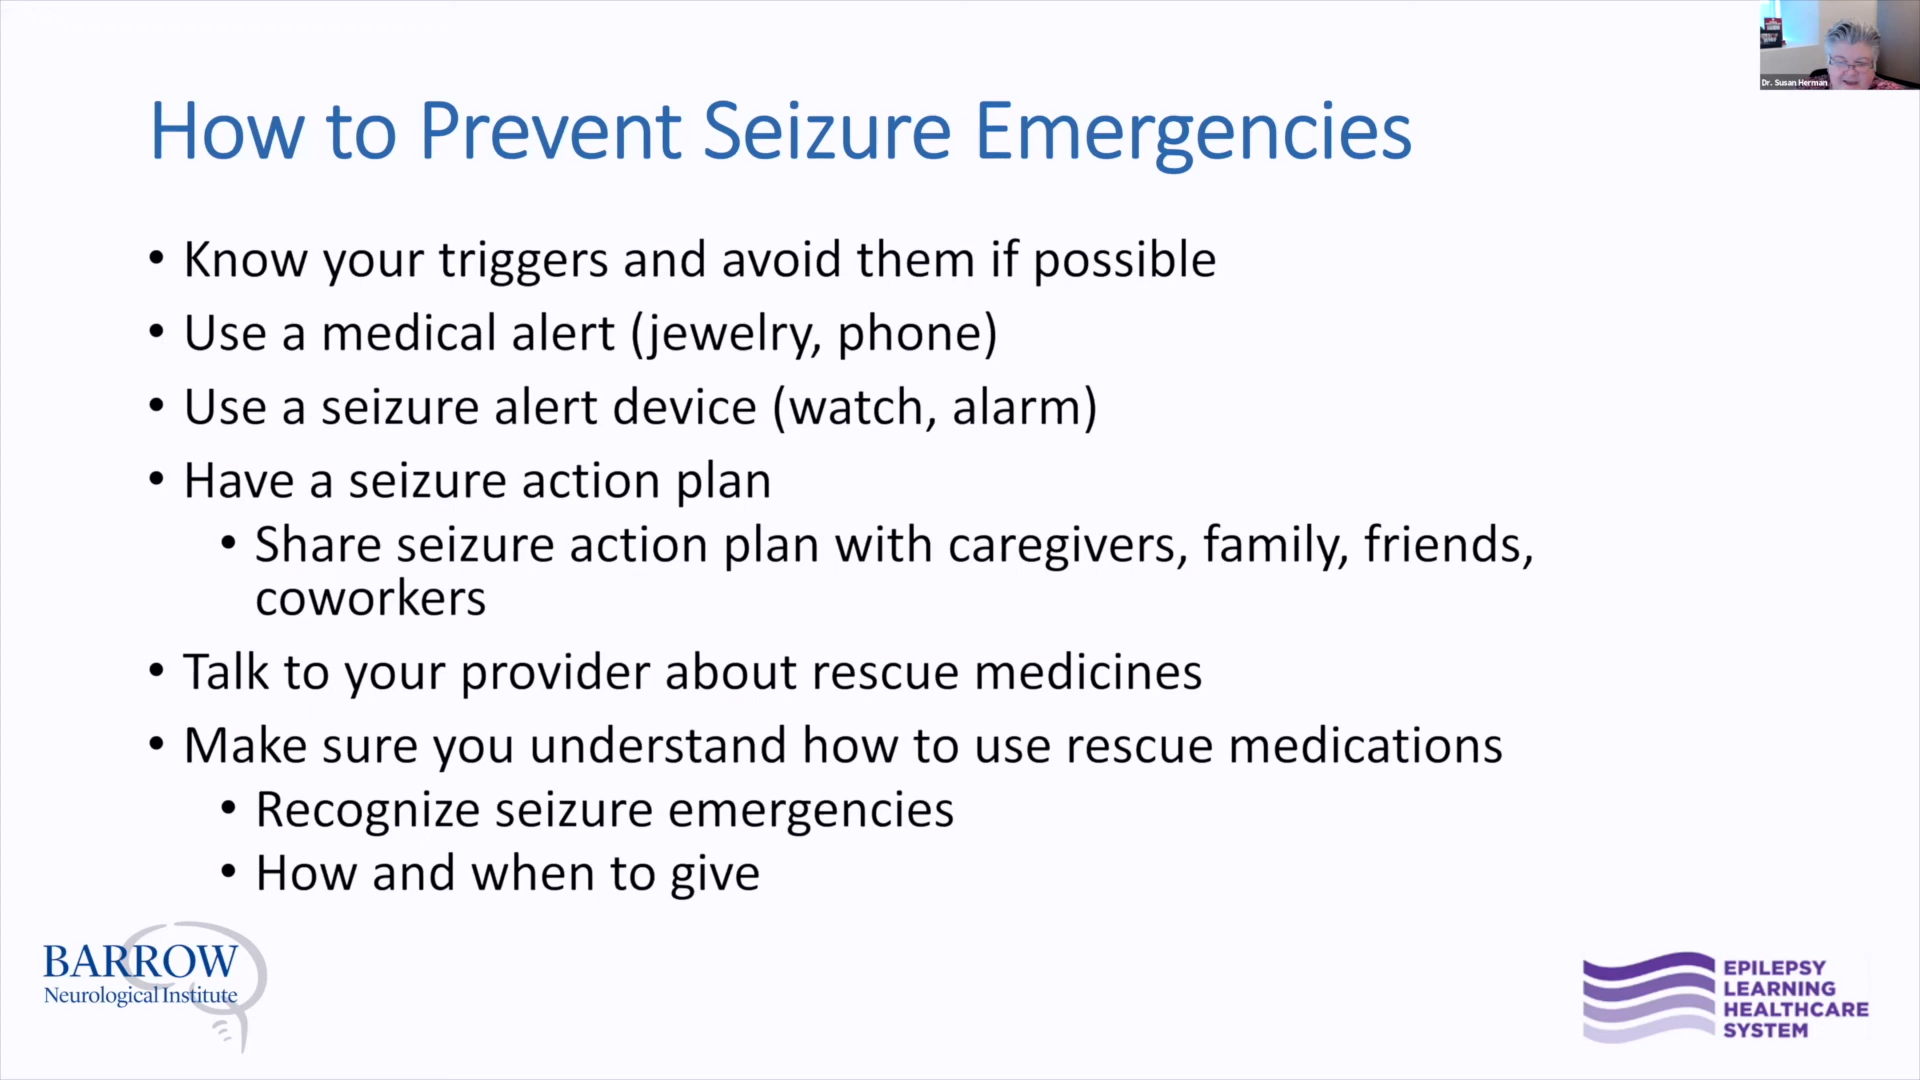 Dr. Susan Herman
How to Prevent Seizure Emergencies
• Know your triggers and avoid them if possible
• Use a medical alert (jewelry, phone)
• Use a seizure alert device (watch, alarm)
• Have a seizure action plan
• Share seizure action plan with caregivers, family, friends,
coworkers
• Talk to your provider about rescue medicines
• Make sure you understand how to use rescue medications
• Recognize seizure emergencies
• How and when to give
BARROW
Neurological Institute
EPILEPSY
LEARNING
HEALTHCARE
SYSTEM